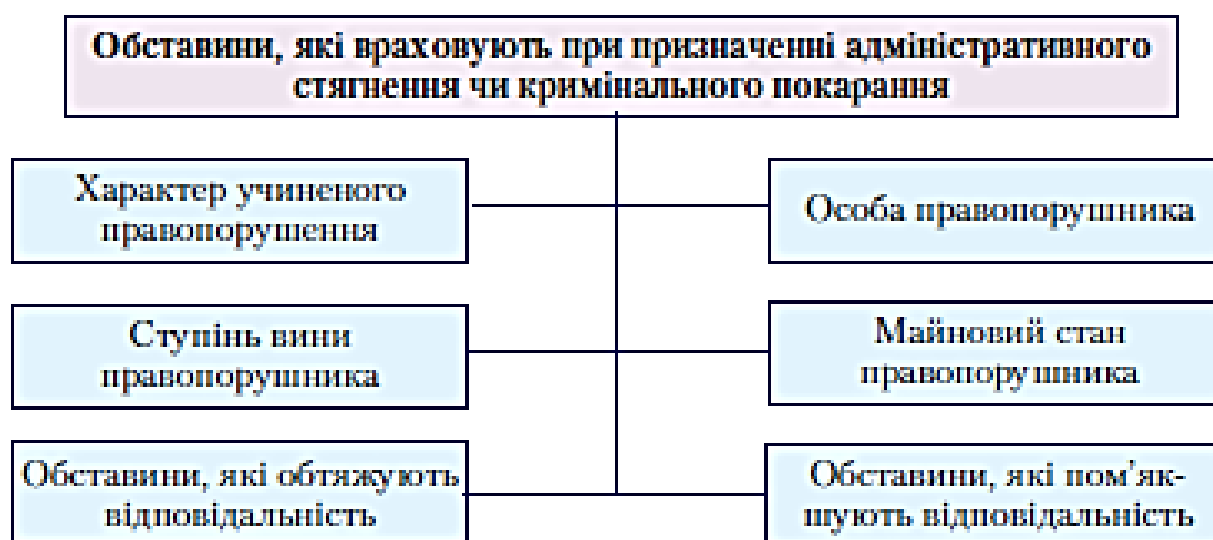 Обставини, які враховують при призначенні адміністративного
стягнення чи кримінального покарання
Характер учиненого
правопорушення
Особа правопорушника
Ступінь вини
правопорушника
Майновий стан
правопорушника
Обставини, які обтяжують
відповідальність
Обставини, які пом’як-
шують відповідальність